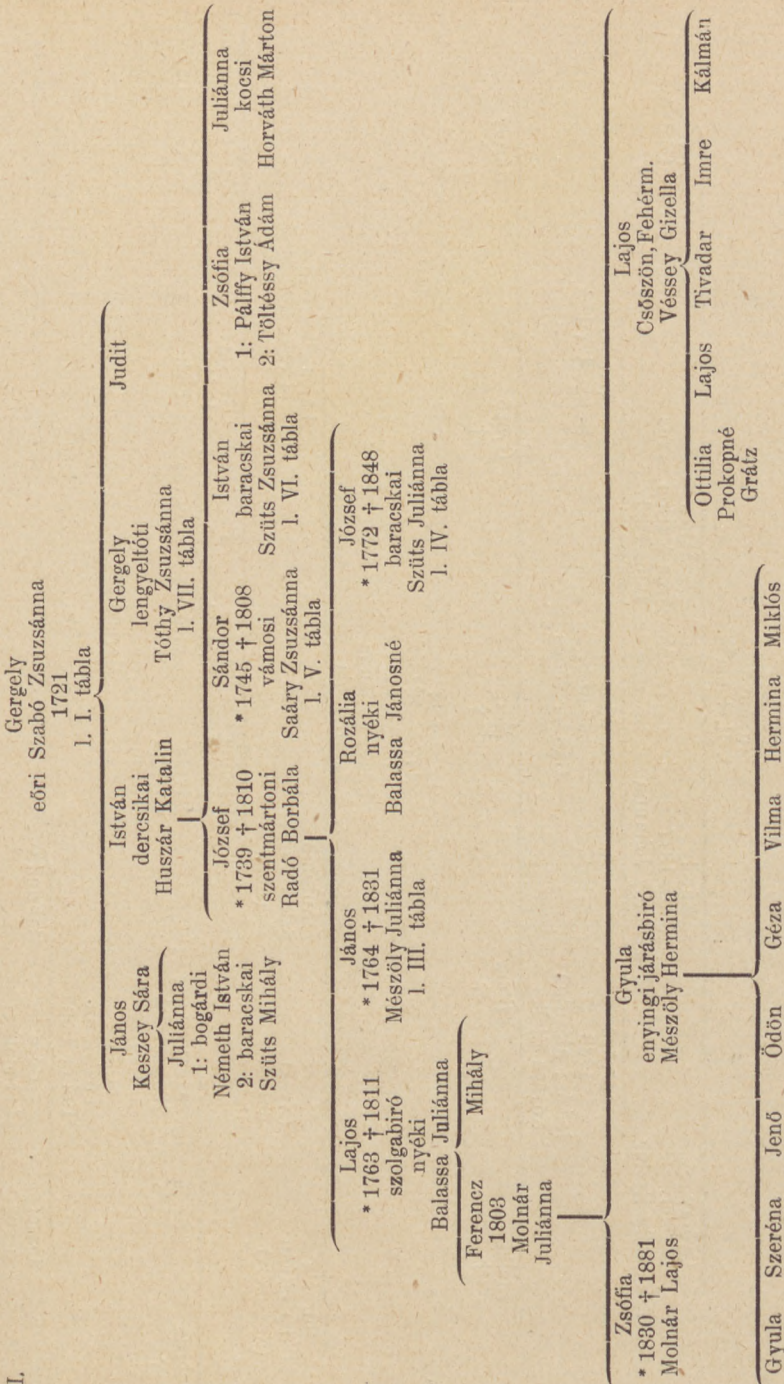 I.
Gergely
eőri Szabó Zsuzsánna
1721
l. I. tábla
János
Keszey Sára
István
dercsikai
Huszár Katalin
Gergely
lengyeltóti
Tóthy Zsuzsánna
l. VII. tábla
Judit
Juliánna
1: bogárdi
Németh István
2: baracskai
Szüts Mihály
József
* 1739 † 1810
szentmártoni
Radó Borbála
Sándor
* 1745 † 1808
vámosi
Saáry Zsuzsánna
l. V. tábla
István
baracskai
Szüts Zsuzsánna
l. VI. tábla
Zsófia
1: Pálffy István
2: Töltéssy Ádám
Juliánna
kocsi
Horváth Márton
Lajos
* 1763 † 1811
szolgabiró
nyéki
Balassa Juliánna
János
* 1764 † 1831
Mészöly Juliánna
l. III. tábla
Rozália
nyéki
Balassa Jánosné
József
* 1772 † 1848
baracskai
Szüts Juliánna
l. IV. tábla
Ferencz
1803
Molnár
Juliánna
Mihály
Zsófia
* 1830 † 1881
Molnár Lajos
Gyula
enyingi járásbiró
Mészöly Hermina
Lajos
Csőszön, Fehérm.
Véssey Gizella
Ottilia
Prokopné
Grátz
Lajos
Tivadar
Imre
Kálmán
Gyula
Szeréna
Jenő
Ödön
Géza
Vilma
Hermina
Miklós